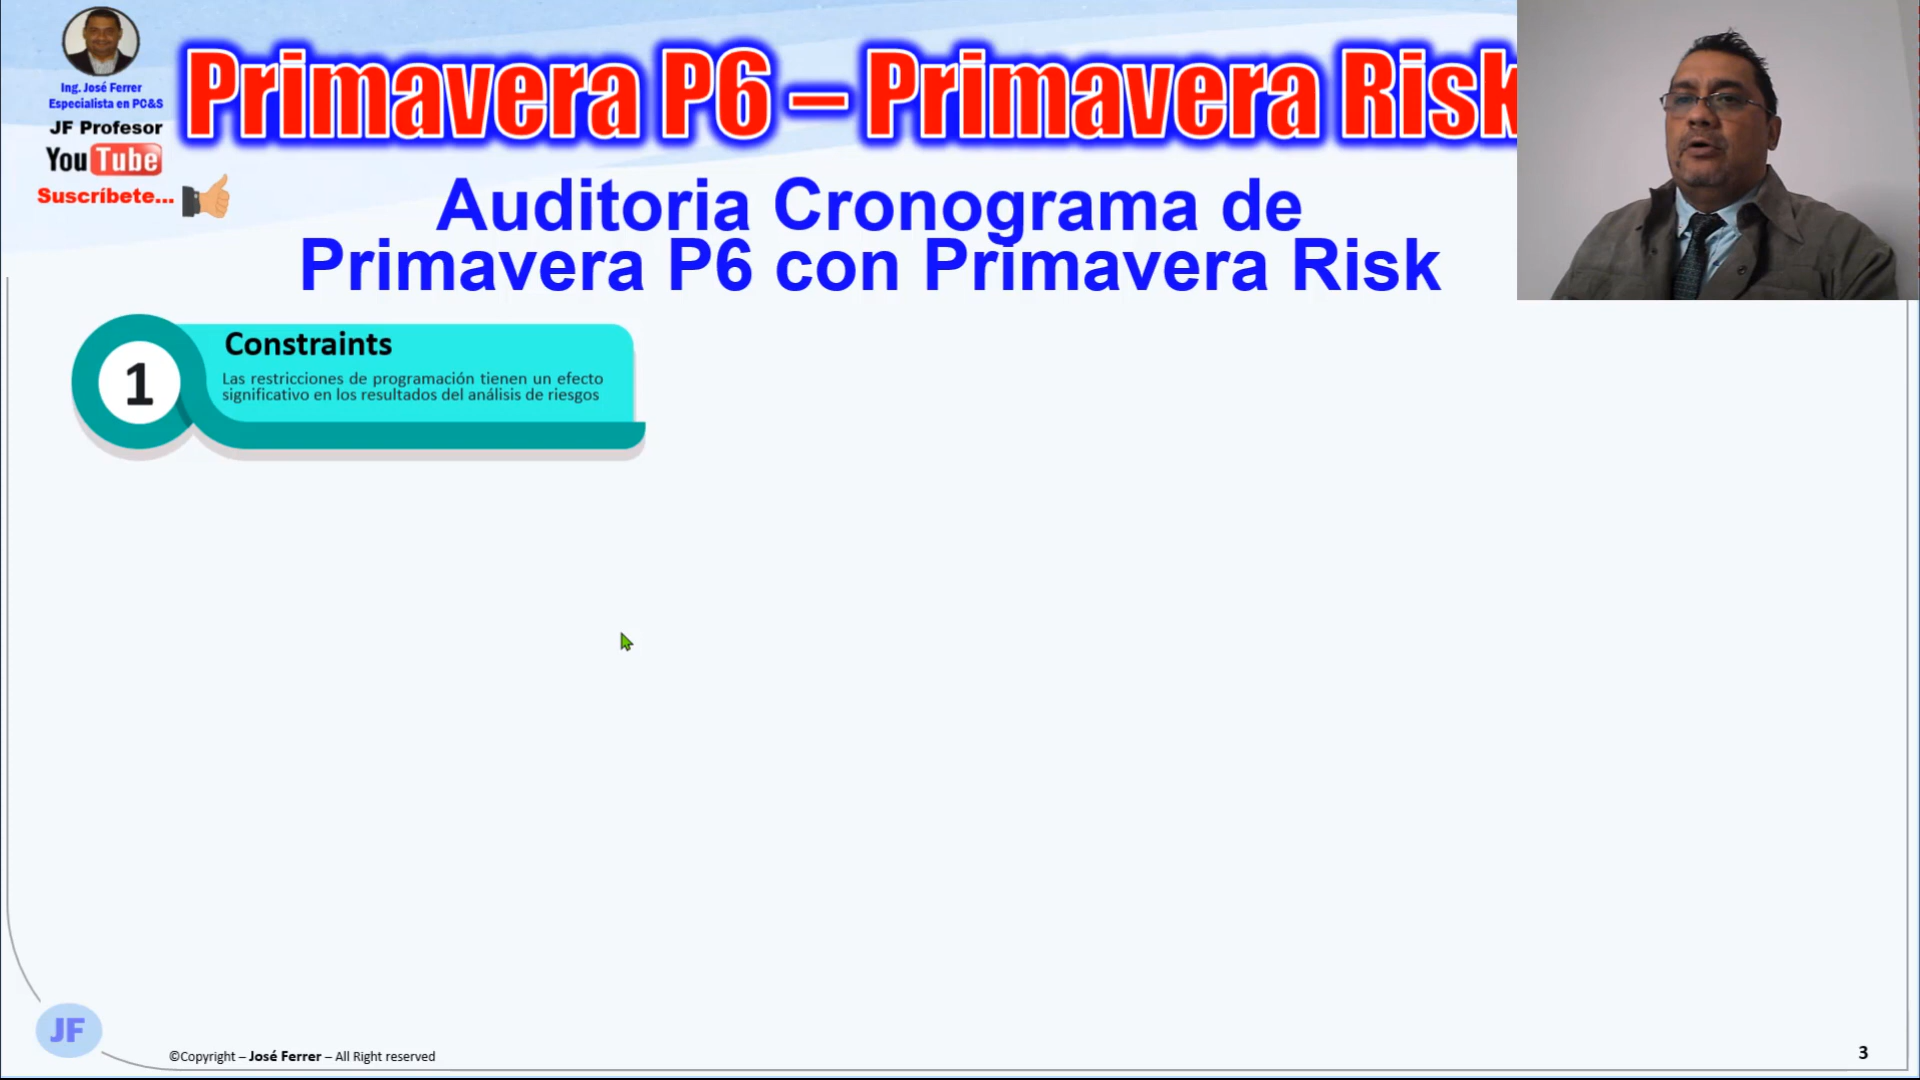 Ing. José Ferrer
Especialista en PC&S
JF Profesor
YouTube
Suscríbete...
Primavera P6 – Primavera Risk
Auditoria Cronograma de
Primavera P6 con Primavera Risk
1
Constraints
Las restricciones de programación tienen un efecto
significativo en los resultados del análisis de riesgos
JF
©Copyright – José Ferrer – All Right reserved
3